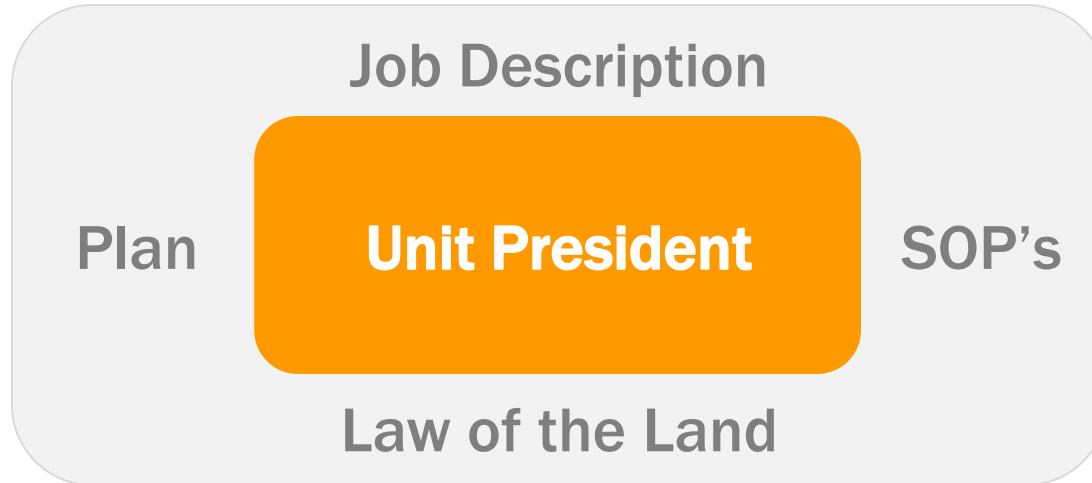 Job Description
Plan
Unit President
SOP’s
Law of the Land